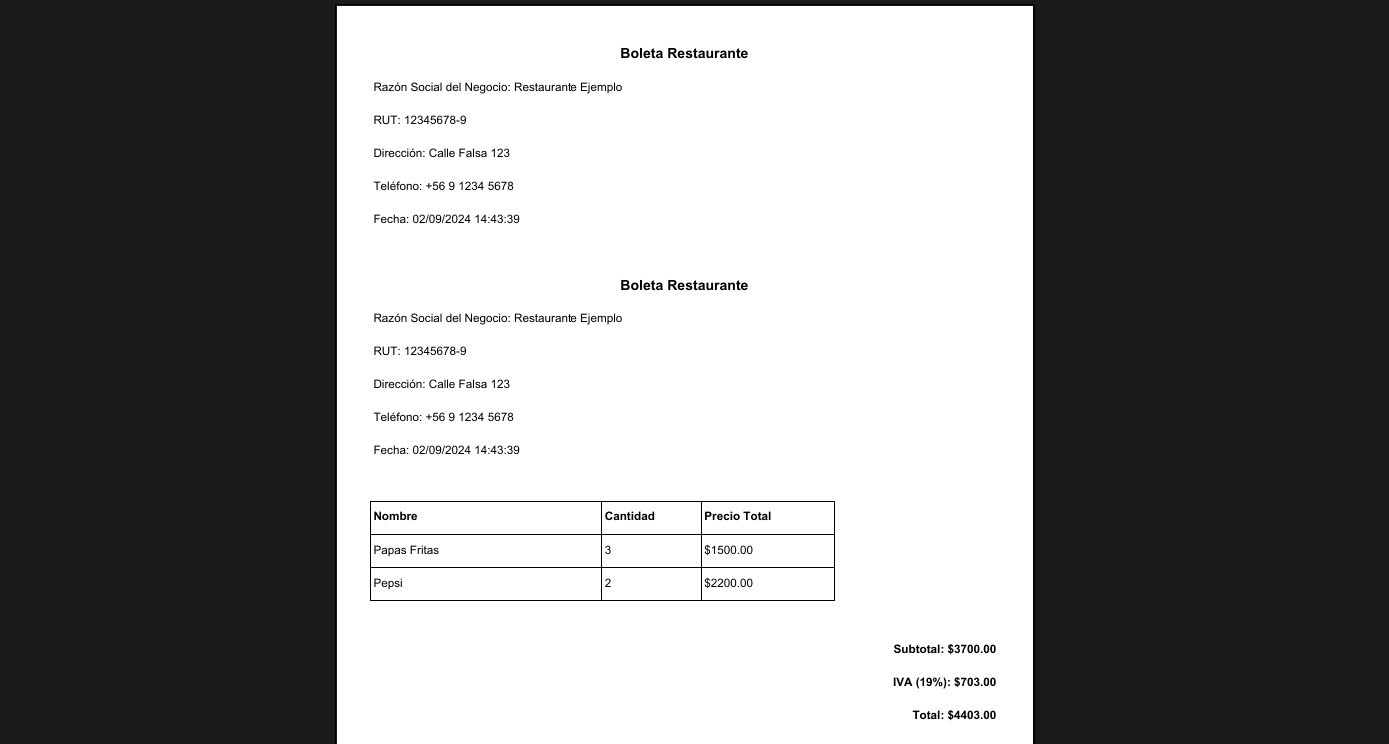 Boleta Restaurante
Razón Social del Negocio: Restaurante Ejemplo
RUT: 12345678-9
Dirección: Calle Falsa 123
Teléfono: +56 9 1234 5678
Fecha: 02/09/2024 14:43:39
Boleta Restaurante
Razón Social del Negocio: Restaurante Ejemplo
RUT: 12345678-9
Dirección: Calle Falsa 123
Teléfono: +56 9 1234 5678
Fecha: 02/09/2024 14:43:39
Nombre Cantidad Precio Total
Papas Fritas 3 $1500.00
Pepsi 2 $2200.00
Subtotal: $3700.00
IVA (19%): $703.00
Total: $4403.00